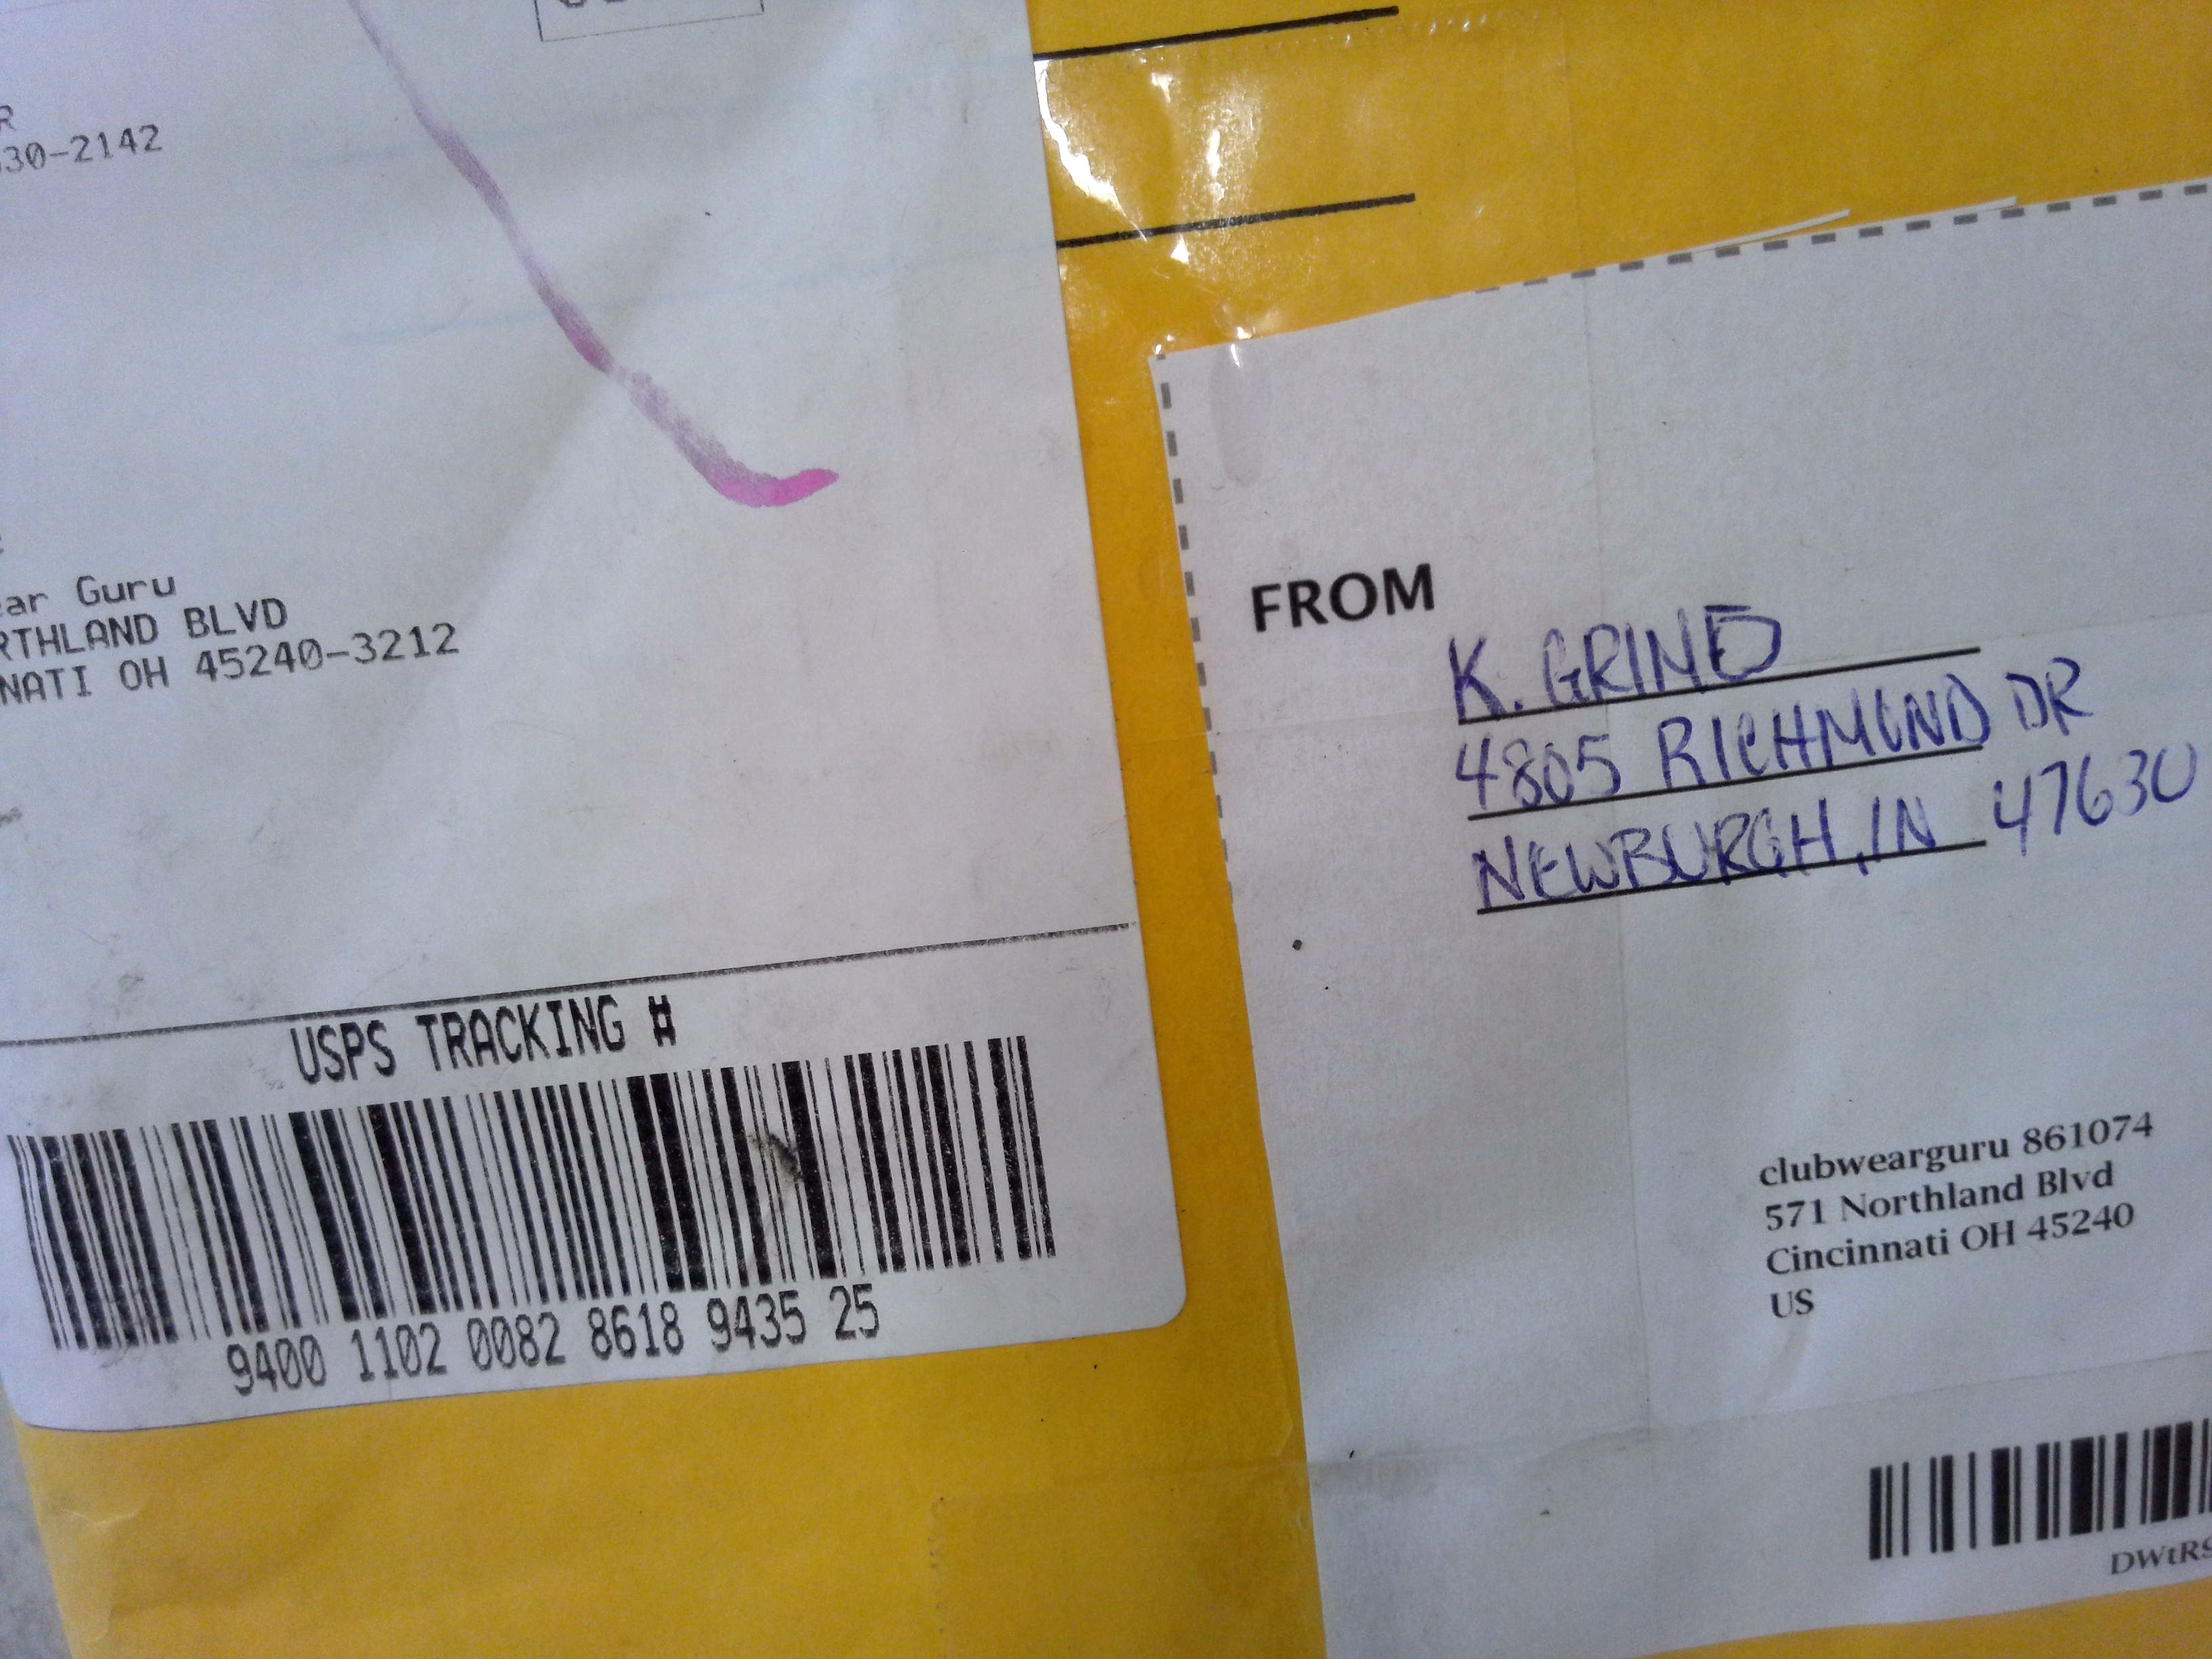 30-2142
ear Guru
RTHLAND BLVD
NATI OH 45240-3212
USPS TRACKING #
9400 1102 0082 8618 9435 25
FROM
K. GRIND
4805 RICHMOND DR
NEWBURGH, IN 47630
clubwearguru 861074
571 Northland Blvd
Cincinnati OH 45240
US
DWtRS